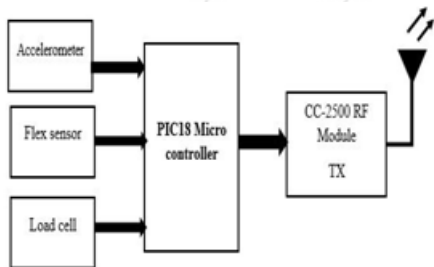 Accelerometer
Flex sensor
Load cell
PIC18 Micro
controller
CC-2500 RF
Module
TX